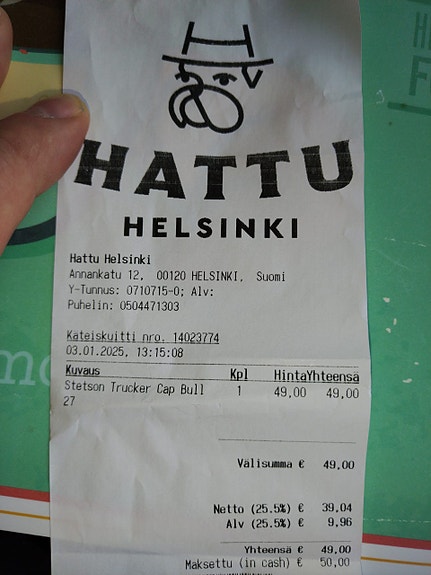 HATTU
HELSINKI
Hattu Helsinki
Annankatu 12, 00120 HELSINKI, Suomi
Y-Tunnus: 0710715-0; Alv:
Puhelin: 0504471303
Käteiskuitti nro. 14023774
03.01.2025, 13:15:08
Kuvaus Kpl HintaYhteensä
Stetson Trucker Cap Bull 1 49,00 49,00
27
Välisumma € 49,00
Netto (25.5%) € 39,04
Alv (25.5%) € 9,96
Yhteensä € 49,00
Maksettu (in cash) € 50,00